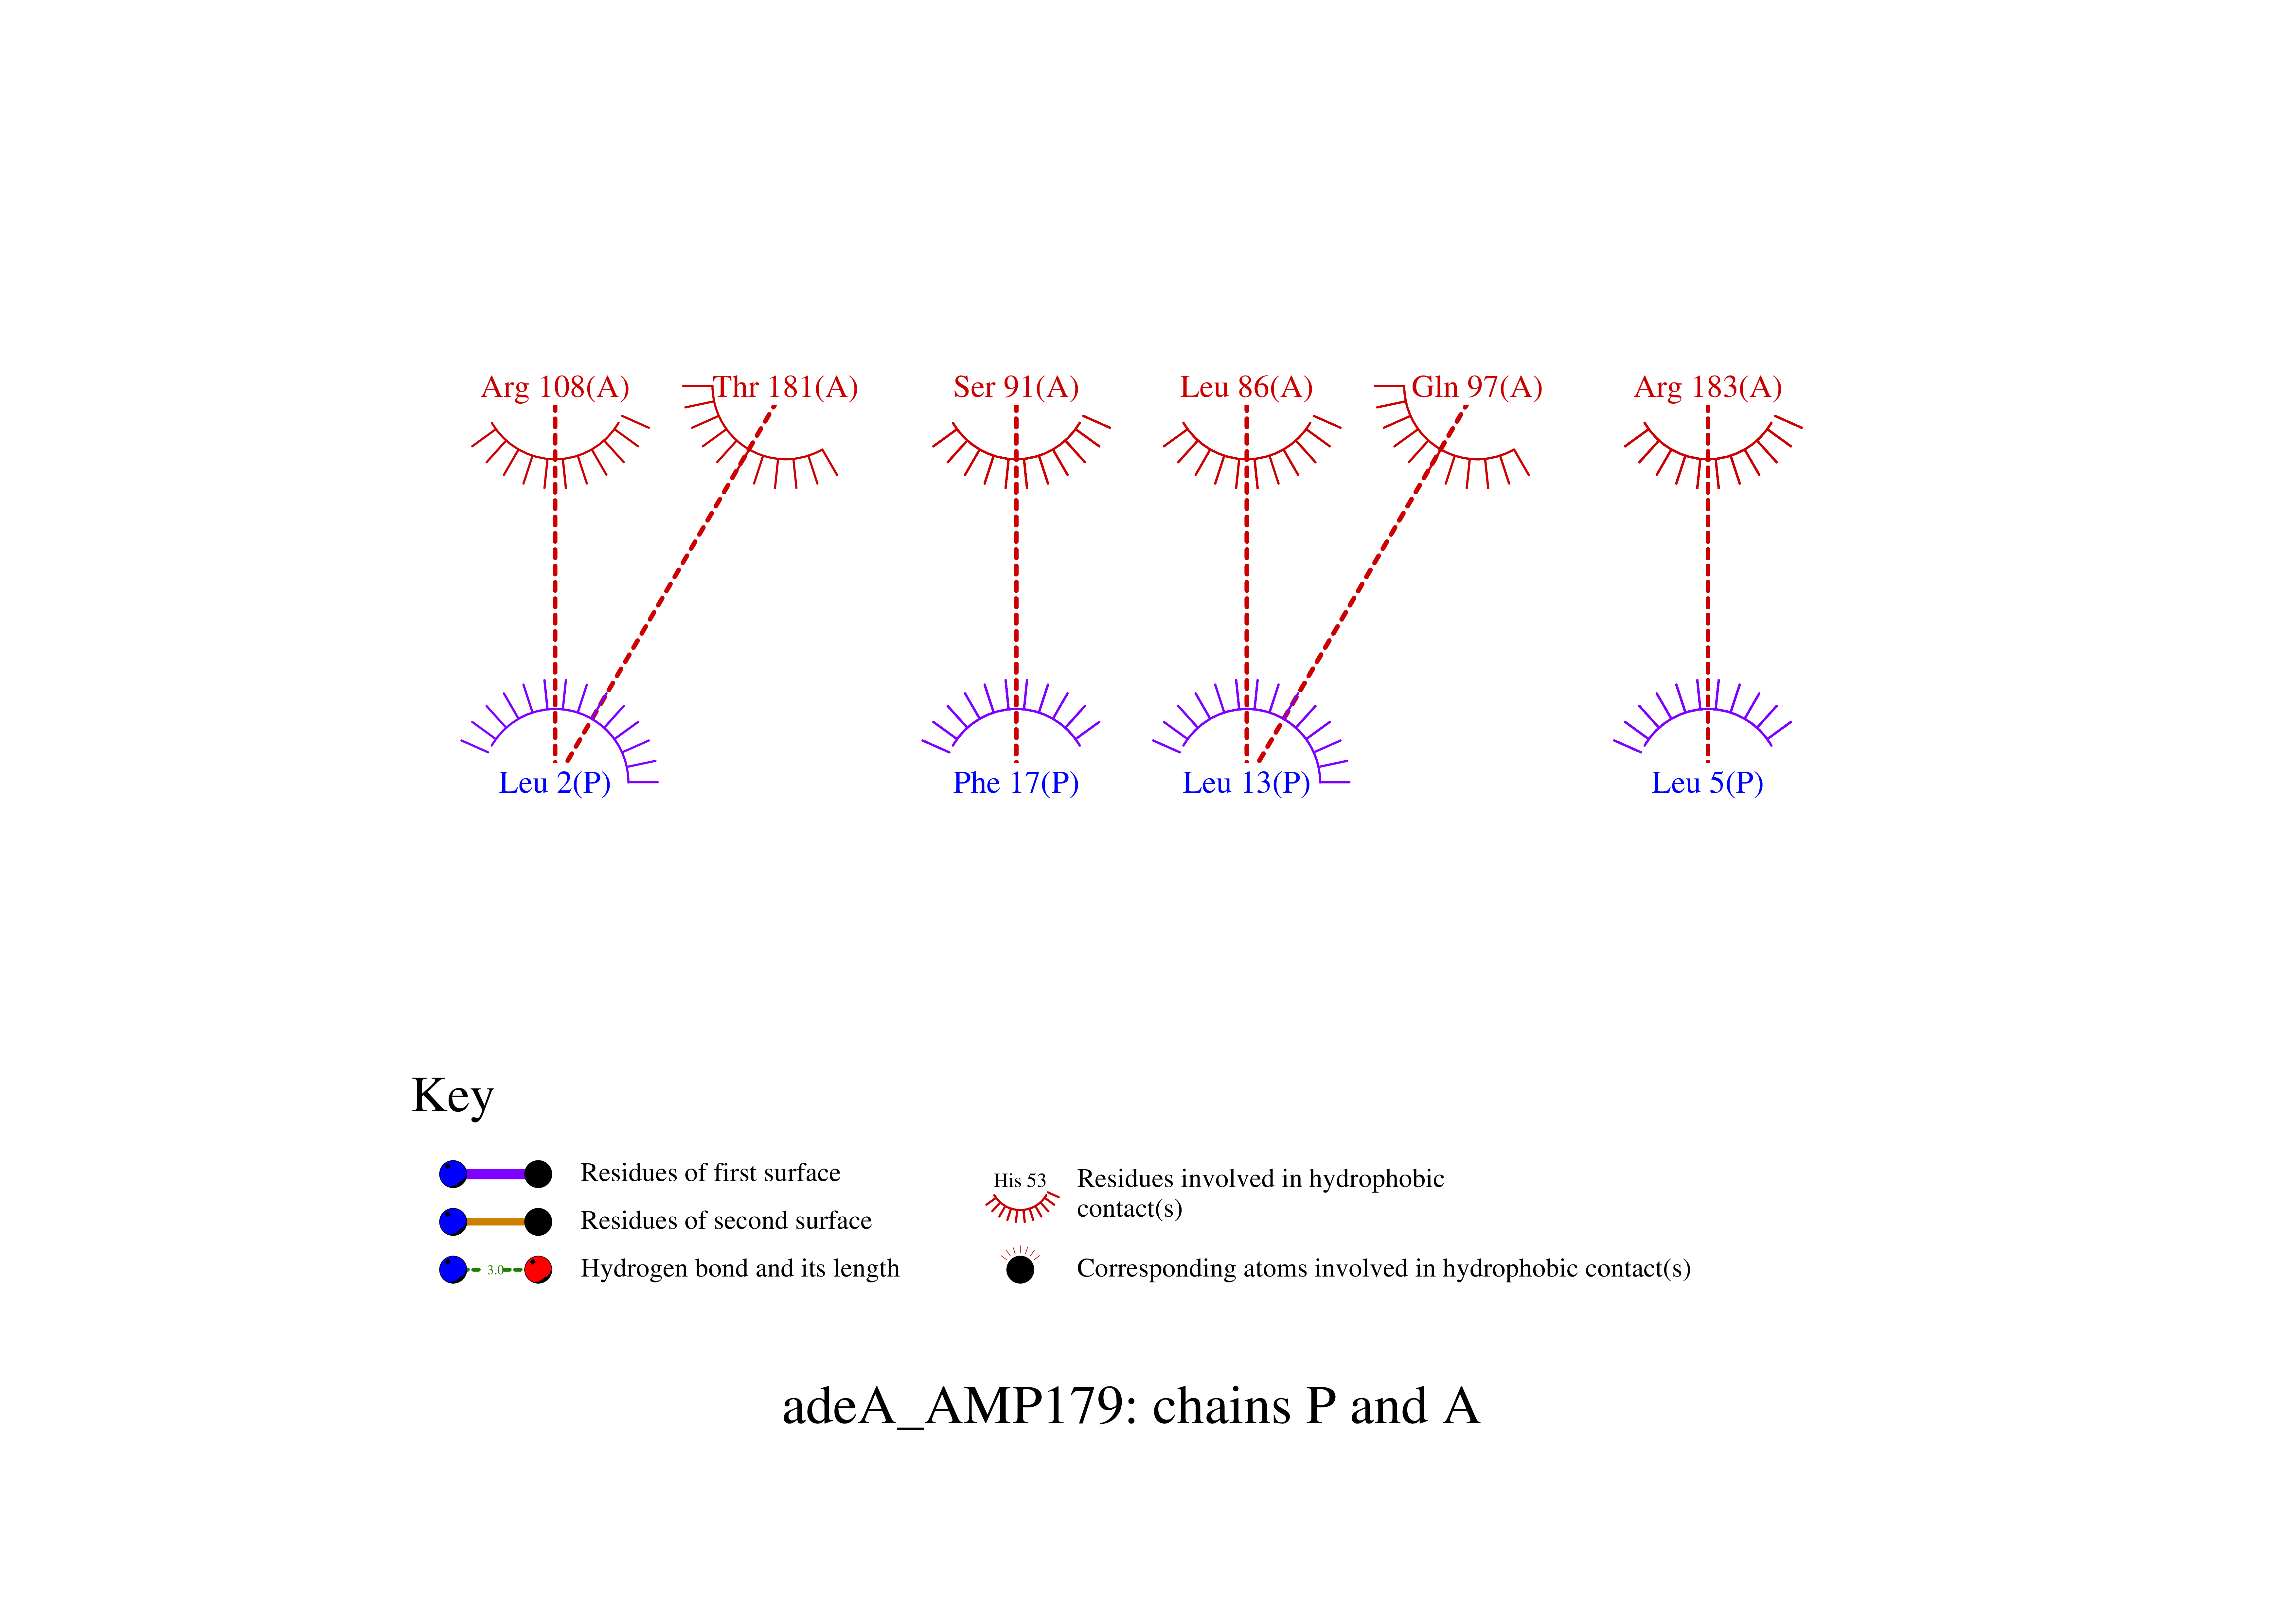 Arg 108(A) Thr 181(A) Ser 91(A) Leu 86(A) Gln 97(A) Arg 183(A)
Leu 2(P) Phe 17(P) Leu 13(P) Leu 5(P)
Key
Residues of first surface
Residues of second surface
3.0 Hydrogen bond and its length
His 53 Residues involved in hydrophobic
contact(s)
Corresponding atoms involved in hydrophobic contact(s)
adeA_AMP179: chains P and A